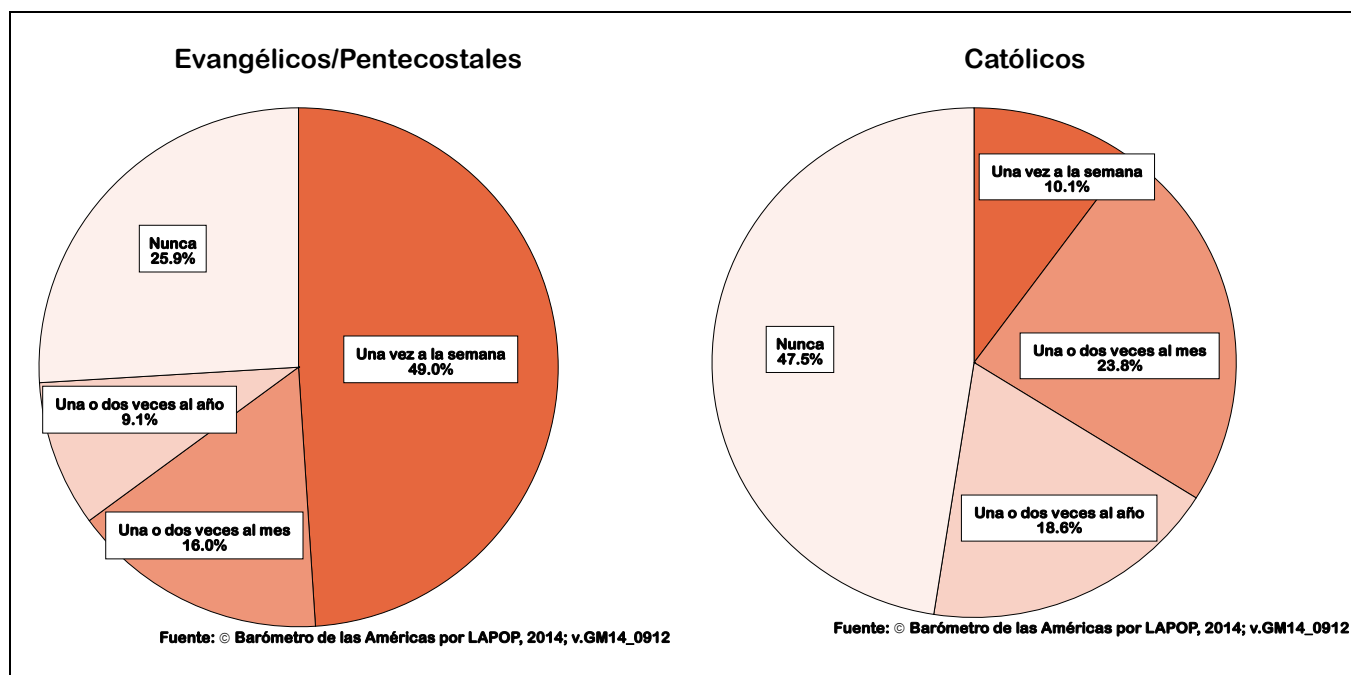 Evangélicos/Pentecostales
Nunca
25.9%
Una vez a la semana
49.0%
Una o dos veces al año
9.1%
Una o dos veces al mes
16.0%
Fuente: © Barómetro de las Américas por LAPOP, 2014; v.GM14_0912
Católicos
Una vez a la semana
10.1%
Nunca
47.5%
Una o dos veces al mes
23.8%
Una o dos veces al año
18.6%
Fuente: © Barómetro de las Américas por LAPOP, 2014; v.GM14_0912